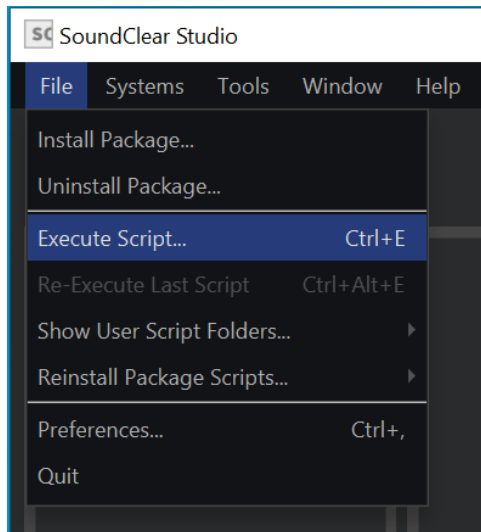 SC SoundClear Studio
File Systems Tools Window Help
Install Package...
Uninstall Package...
Execute Script... Ctrl+E
Re-Execute Last Script Ctrl+Alt+E
Show User Script Folders...
Reinstall Package Scripts...
Preferences... Ctrl+,
Quit